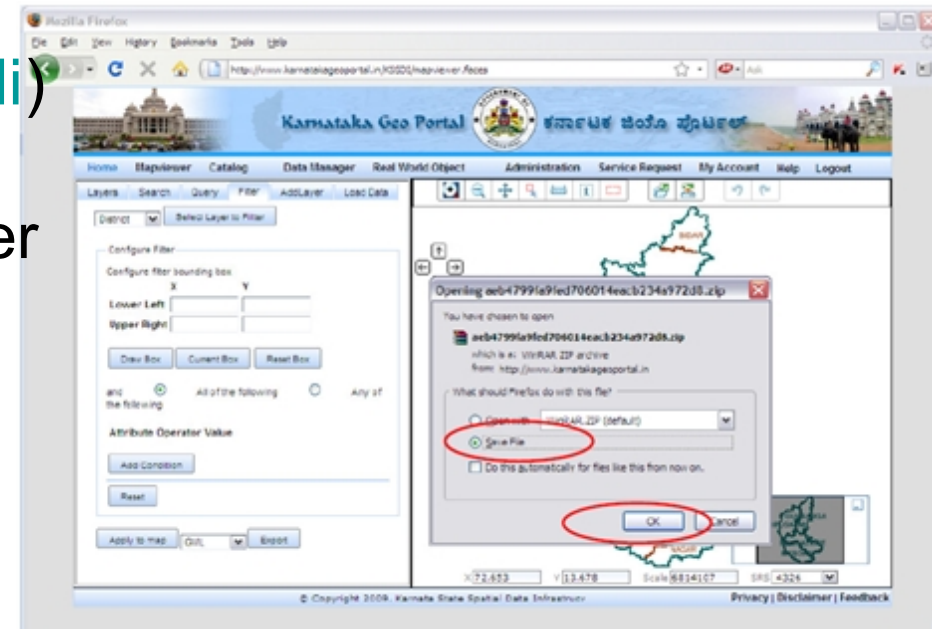 li)
er
Mozilla Firefox
File Edit View History Bookmarks Tools Help
http://www.karnatakageoportal.in/KSSDI/mapviewer.faces
Ask
Karnataka Geo Portal ಕರ್ನಾಟಕ ಜಿಯೋ ಪೋರ್ಟಲ್
Home Mapviewer Catalog Data Manager Real World Object Administration Service Request My Account Help Logout
Layers Search Query Filter AddLayer Load Data
District Select Layer to Filter
Configure Filter
Configure filter bounding box
X Y
Lower Left
Upper Right
Draw Box Current Box Reset Box
and All of the following Any of
the following
Attribute Operator Value
Add Condition
Reset
Apply to map GML Export
BIDAR
Opening aeb4799fa9fed706014eacb234a972d8.zip
You have chosen to open
aeb4799fa9fed706014eacb234a972d8.zip
which is a: WinRAR ZIP archive
from: http://www.karnatakageoportal.in
What should Firefox do with this file?
Open with WinRAR.ZIP (default)
Save File
Do this automatically for files like this from now on.
OK Cancel
NAGAR
X 72.653 Y 13.678 Scale 6814107 SRS 4326
© Copyright 2009. Karnata State Spatial Data Infrastrucr
Privacy | Disclaimer | Feedback